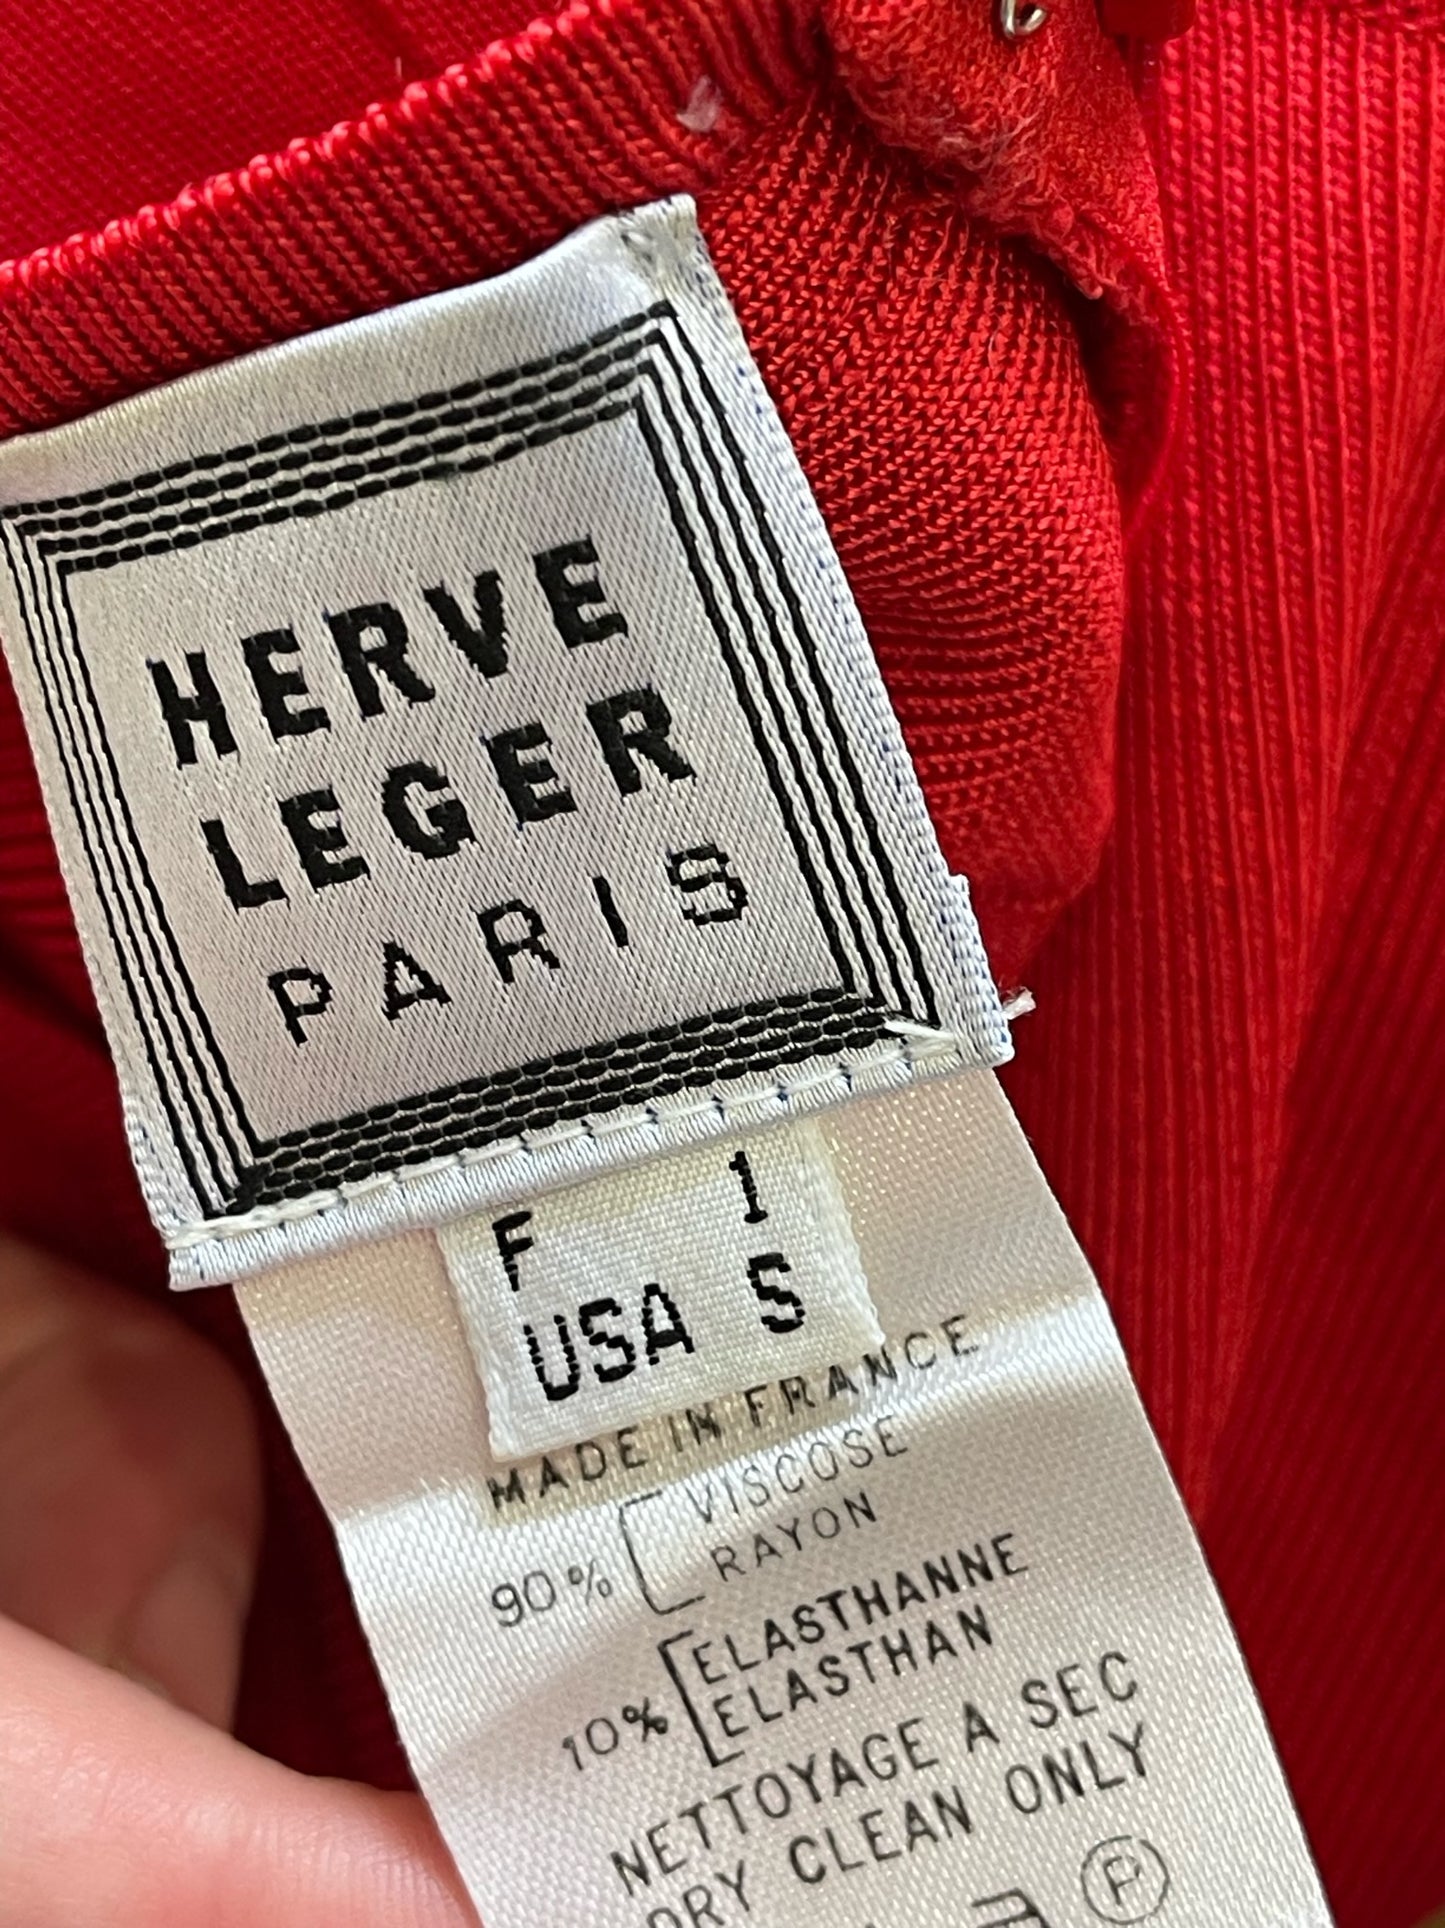 HERVE
LEGER
PARIS
F 1
USA S
MADE IN FRANCE
90% VISCOSE
RAYON
10% ELASTHANNE
ELASTHAN
NETTOYAGE A SEC
DRY CLEAN ONLY
P